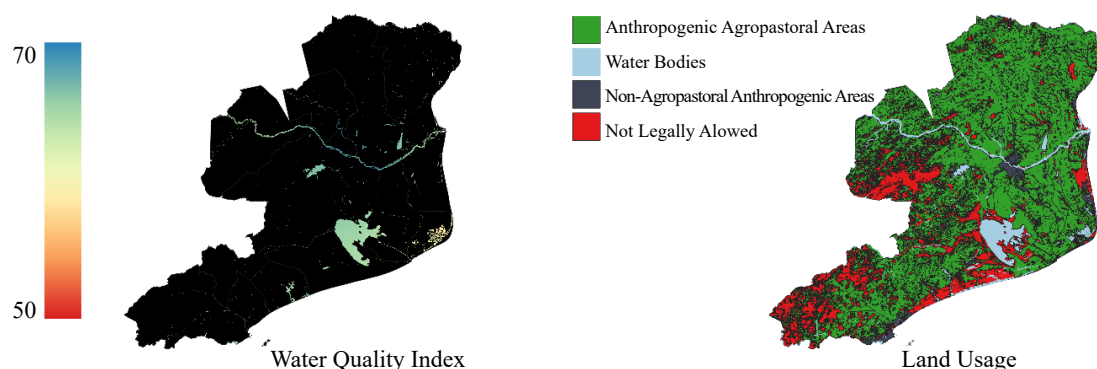 70
50
Water Quality Index
Anthropogenic Agropastoral Areas
Water Bodies
Non-Agropastoral Anthropogenic Areas
Not Legally Alowed
Land Usage